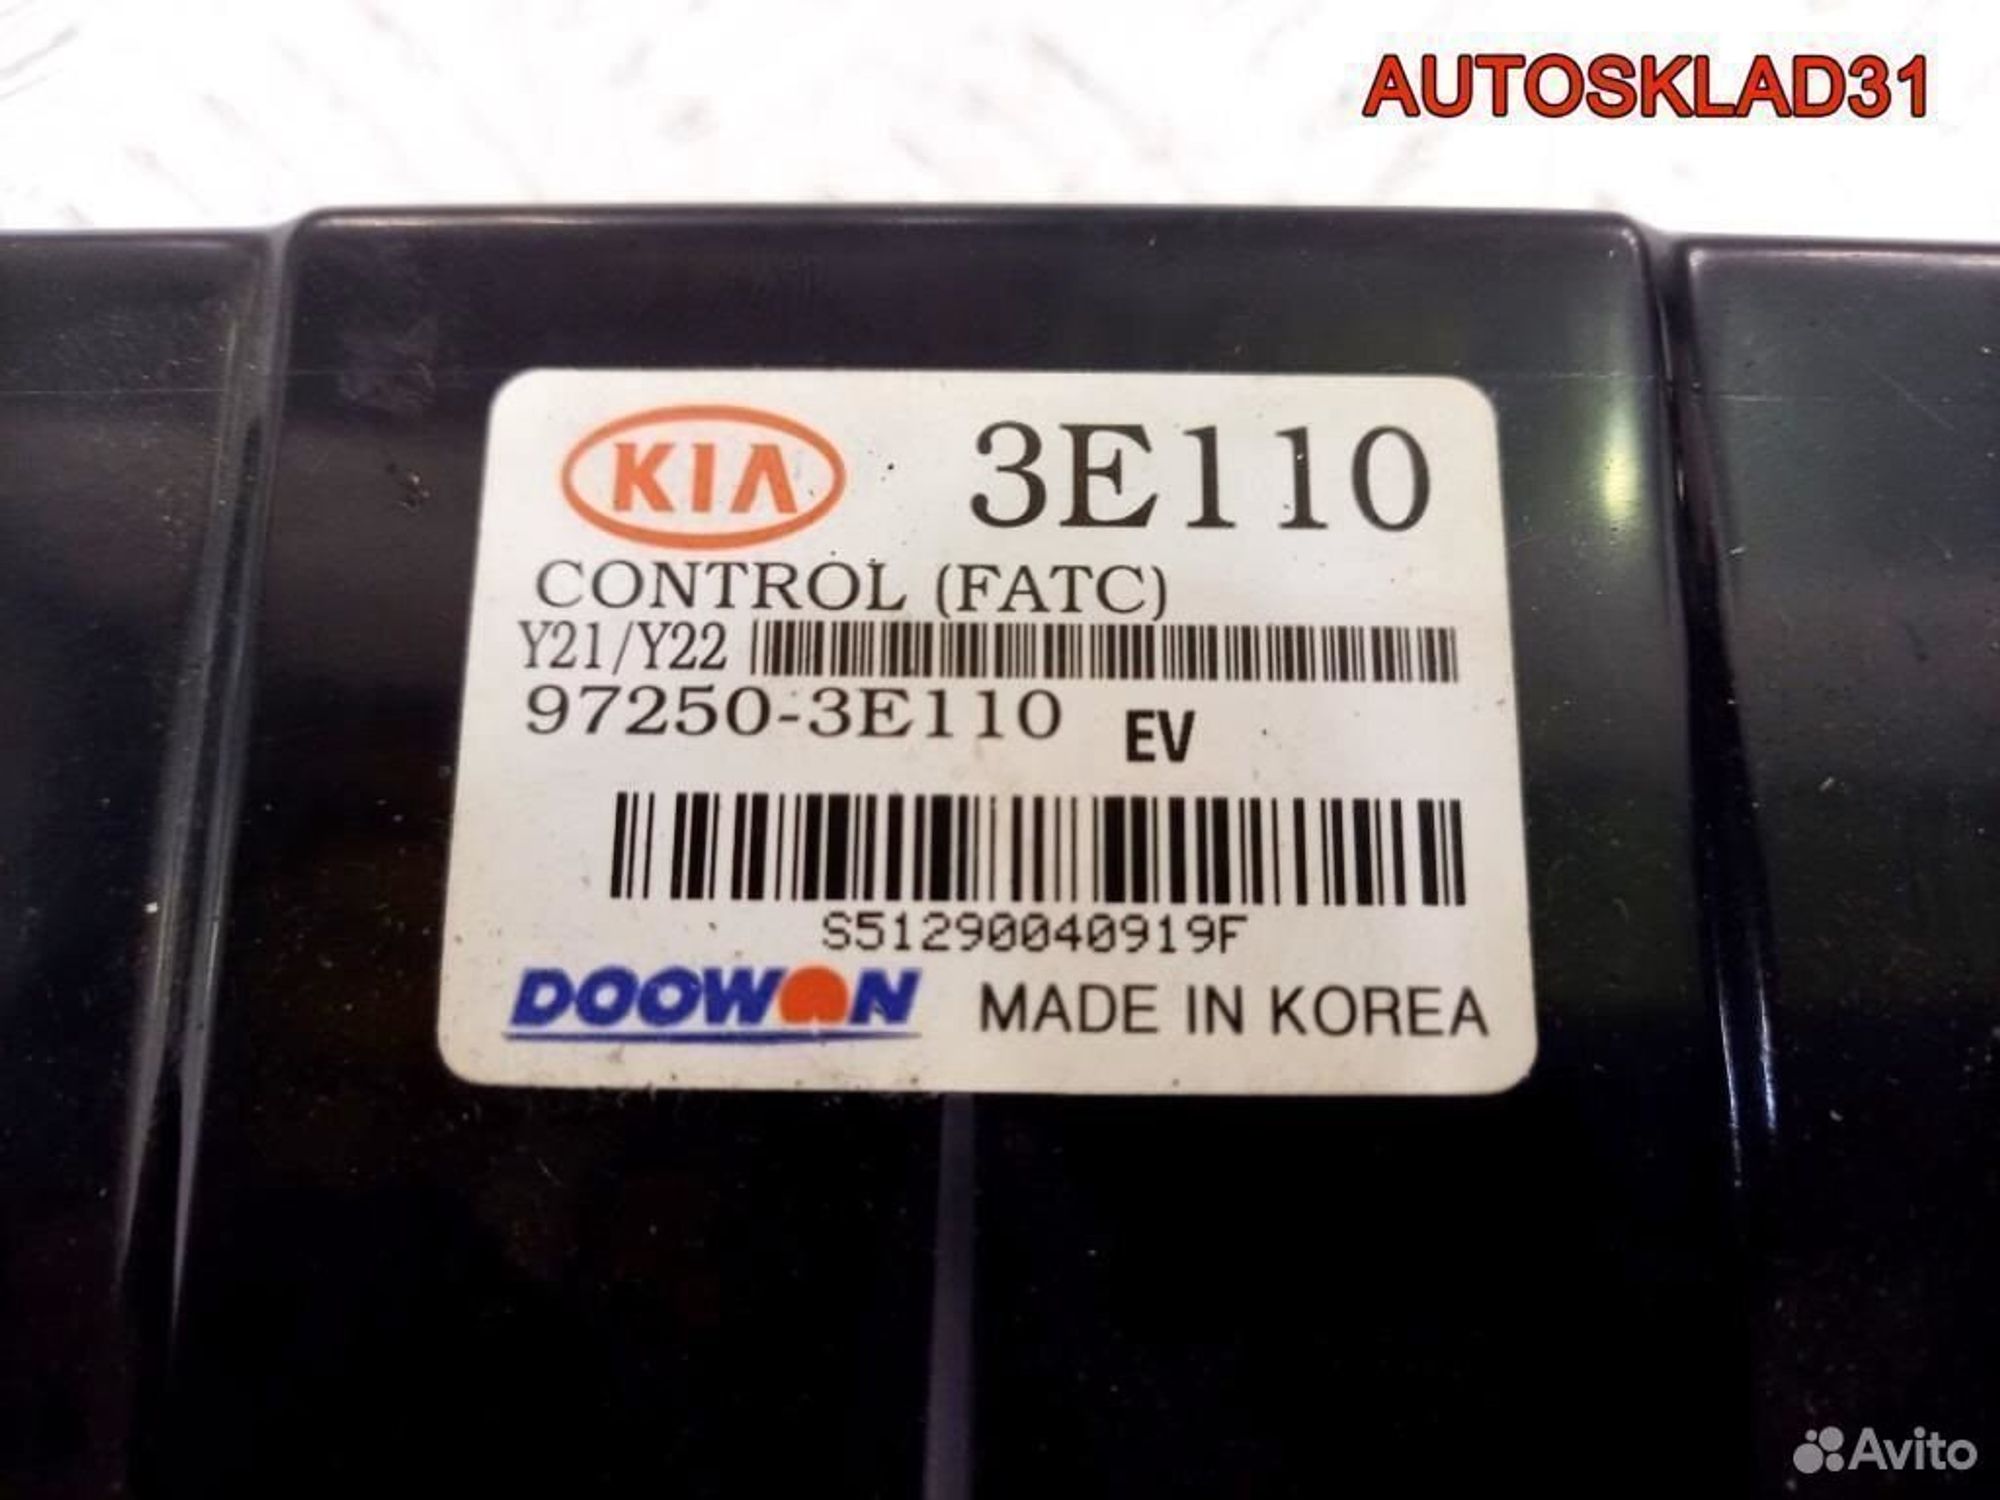 AUTOSKLAD31
KIA 3E110
CONTROL (FATC)
Y21/Y22
97250-3E110 EV
S51290040919F
DOOWON MADE IN KOREA
Avito